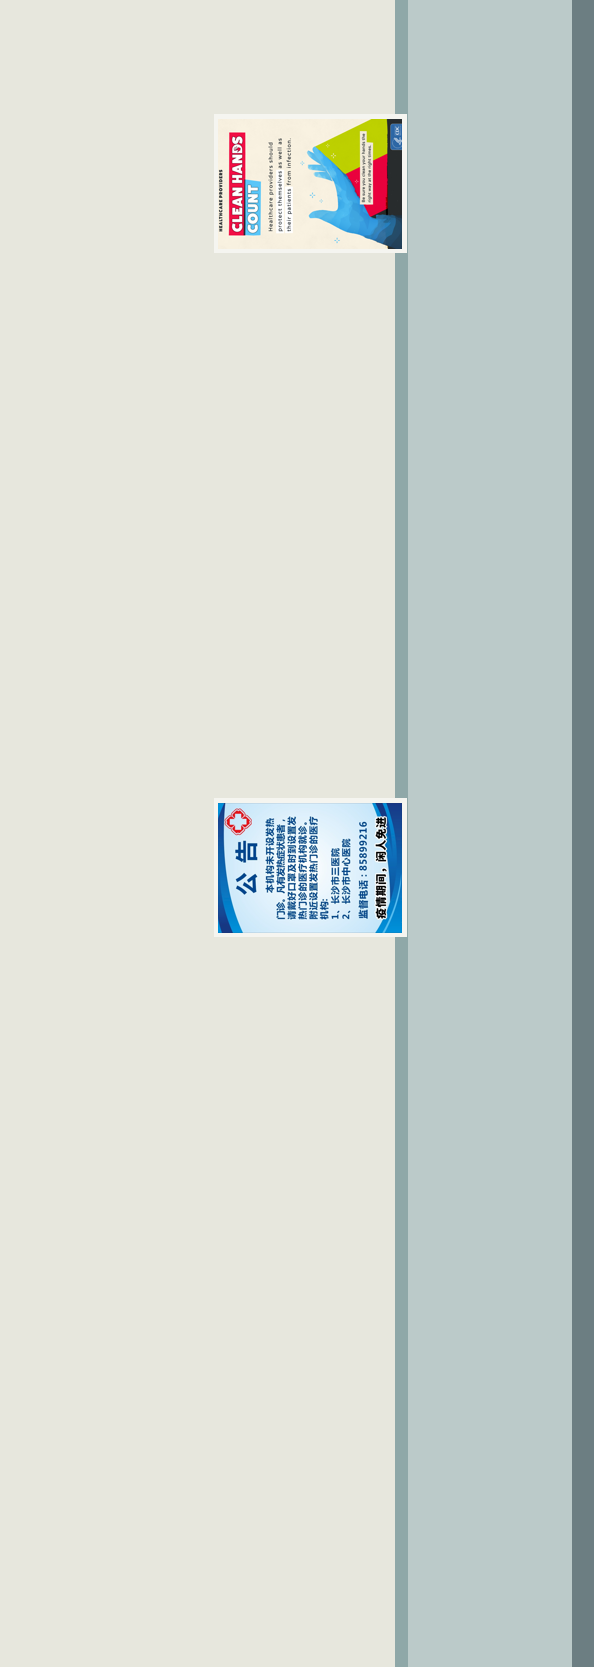 公告
本机构未开设发热
门诊。凡有发热症状患者，
请戴好口罩及时到设置发
热门诊的医疗机构就诊。
附近设置发热门诊的医疗
机构:
1、长沙市三医院
2、长沙市中心医院
监督电话：85899216
疫情期间，闲人免进
HEALTHCARE PROVIDERS
CLEAN HANDS
COUNT
Healthcare providers should
protect themselves as well as
their patients from infection.
Be sure you clean your hands the
right way at the right times.
CDC